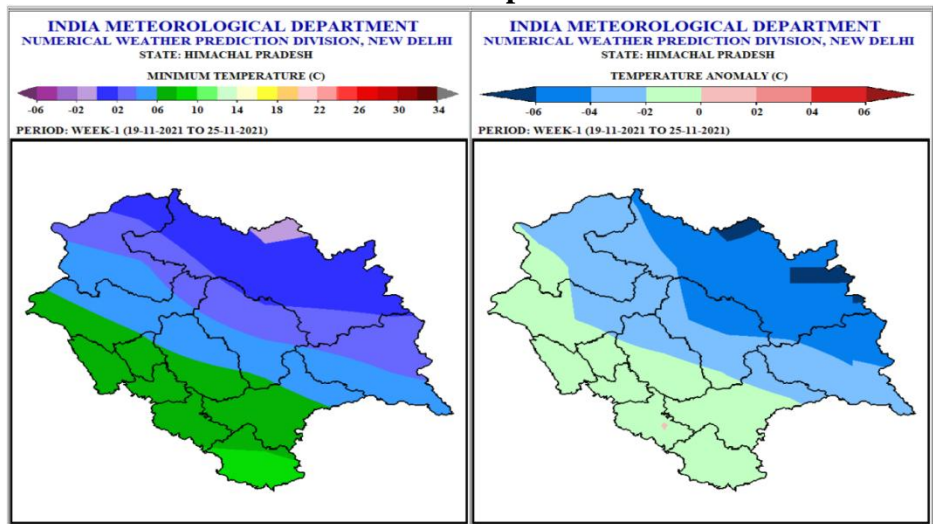 INDIA METEOROLOGICAL DEPARTMENT
NUMERICAL WEATHER PREDICTION DIVISION, NEW DELHI
STATE: HIMACHAL PRADESH
MINIMUM TEMPERATURE (C)
-06 -02 02 06 10 14 18 22 26 30 34
PERIOD: WEEK-1 (19-11-2021 TO 25-11-2021)
INDIA METEOROLOGICAL DEPARTMENT
NUMERICAL WEATHER PREDICTION DIVISION, NEW DELHI
STATE: HIMACHAL PRADESH
TEMPERATURE ANOMALY (C)
-06 -04 -02 0 02 04 06
PERIOD: WEEK-1 (19-11-2021 TO 25-11-2021)